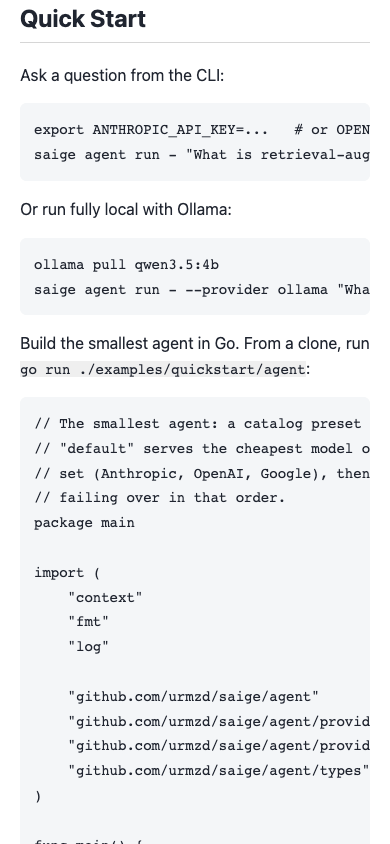 Quick Start
Ask a question from the CLI:
export ANTHROPIC_API_KEY=...   # or OPEN
saige agent run - "What is retrieval-aug
Or run fully local with Ollama:
ollama pull qwen3.5:4b
saige agent run - --provider ollama "Wha
Build the smallest agent in Go. From a clone, run
go run ./examples/quickstart/agent:
// The smallest agent: a catalog preset
// "default" serves the cheapest model o
// set (Anthropic, OpenAI, Google), then
// failing over in that order.
package main
import (
    "context"
    "fmt"
    "log"
    "github.com/urmzd/saige/agent"
    "github.com/urmzd/saige/agent/provid
    "github.com/urmzd/saige/agent/provid
    "github.com/urmzd/saige/agent/types"
)
func main() {